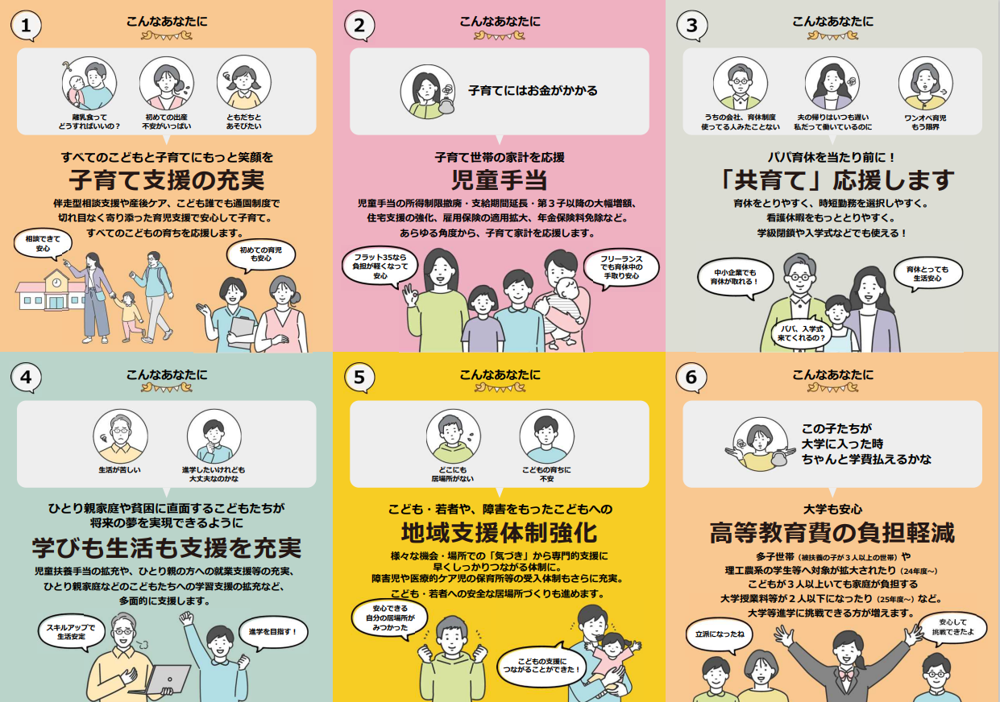 1
こんなあなたに
離乳食って
どうすればいいの？
初めての出産
不安がいっぱい
ともだちと
あそびたい
すべてのこどもと子育てにもっと笑顔を
子育て支援の充実
伴走型相談支援や産後ケア、こども誰でも通園制度で
切れ目なく寄り添った育児支援で安心して子育て。
すべてのこどもの育ちを応援します。
相談できて
安心
初めての育児
も安心
2
こんなあなたに
子育てにはお金がかかる
子育て世帯の家計を応援
児童手当
児童手当の所得制限撤廃・支給期間延長・第３子以降の大幅増額、
住宅支援の強化、雇用保険の適用拡大、年金保険料免除など。
あらゆる角度から、子育て家計を応援します。
フラット35なら
負担が軽くなって
安心
フリーランス
でも育休中の
手取り安心
3
こんなあなたに
うちの会社、育休制度
使ってる人みたことない
夫の帰りはいつも遅い
私だって働いているのに
ワンオペ育児
もう限界
パパ育休を当たり前に！
「共育て」応援します
育休をとりやすく、時短勤務を選択しやすく。
看護休暇をもっととりやすく。
学級閉鎖や入学式などでも使える！
中小企業でも
育休が取れる！
育休とっても
生活安心
パパ、入学式
来てくれるの？
4
こんなあなたに
生活が苦しい
進学したいけれども
大丈夫なのかな
ひとり親家庭や貧困に直面するこどもたちが
将来の夢を実現できるように
学びも生活も支援を充実
児童扶養手当の拡充や、ひとり親の方への就業支援等の充実、
ひとり親家庭などのこどもたちへの学習支援の拡充など、
多面的に支援します。
スキルアップで
生活安定
進学を目指す！
5
こんなあなたに
どこにも
居場所がない
こどもの育ちに
不安
こども・若者や、障害をもったこどもへの
地域支援体制強化
様々な機会・場所での「気づき」から専門的支援に
早くしっかりつながる体制に。
障害児や医療的ケア児の保育所等の受入体制もさらに充実。
こども・若者への安全な居場所づくりも進めます。
安心できる
自分の居場所が
みつかった
こどもの支援に
つながることができた！
6
こんなあなたに
この子たちが
大学に入った時
ちゃんと学費払えるかな
大学も安心
高等教育費の負担軽減
多子世帯（被扶養の子が３人以上の世帯）や
理工農系の学生等へ対象が拡大されたり（24年度～）
こどもが３人以上いても家庭が負担する
大学授業料等が２人以下になったり（25年度～）など。
大学等進学に挑戦できる方が増えます。
立派になったね
安心して
挑戦できたよ